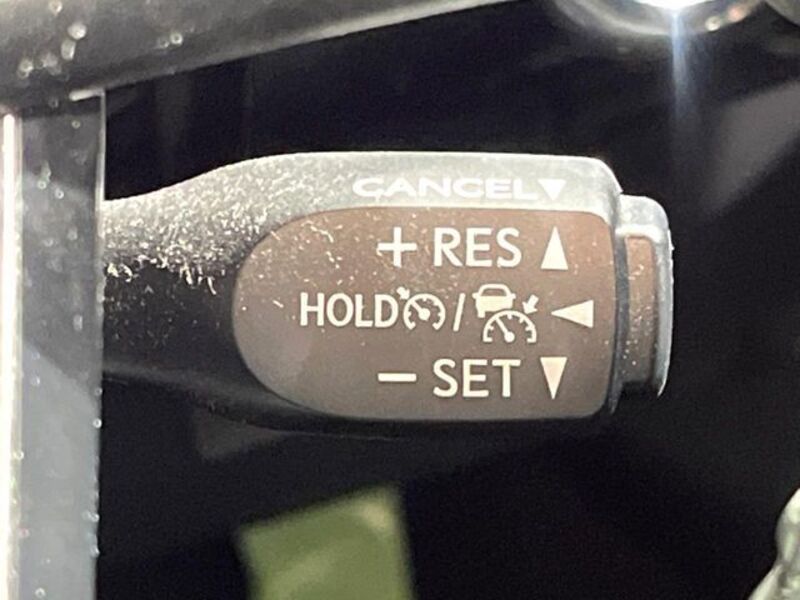 CANCEL▼
+ RES ▲
HOLD / ◀
− SET ▼